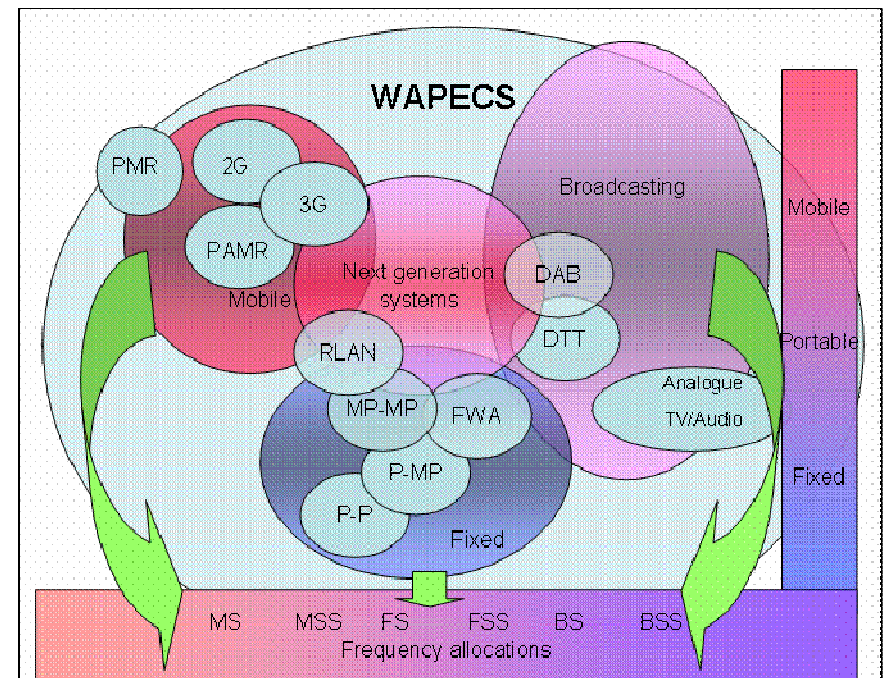 WAPECS
PMR
2G
3G
PAMR
Mobile
Next generation
systems
Broadcasting
DAB
DTT
Analogue
TV/Audio
RLAN
MP-MP
FWA
P-MP
P-P
Fixed
Mobile
Portable
Fixed
MS MSS FS FSS BS BSS
Frequency allocations